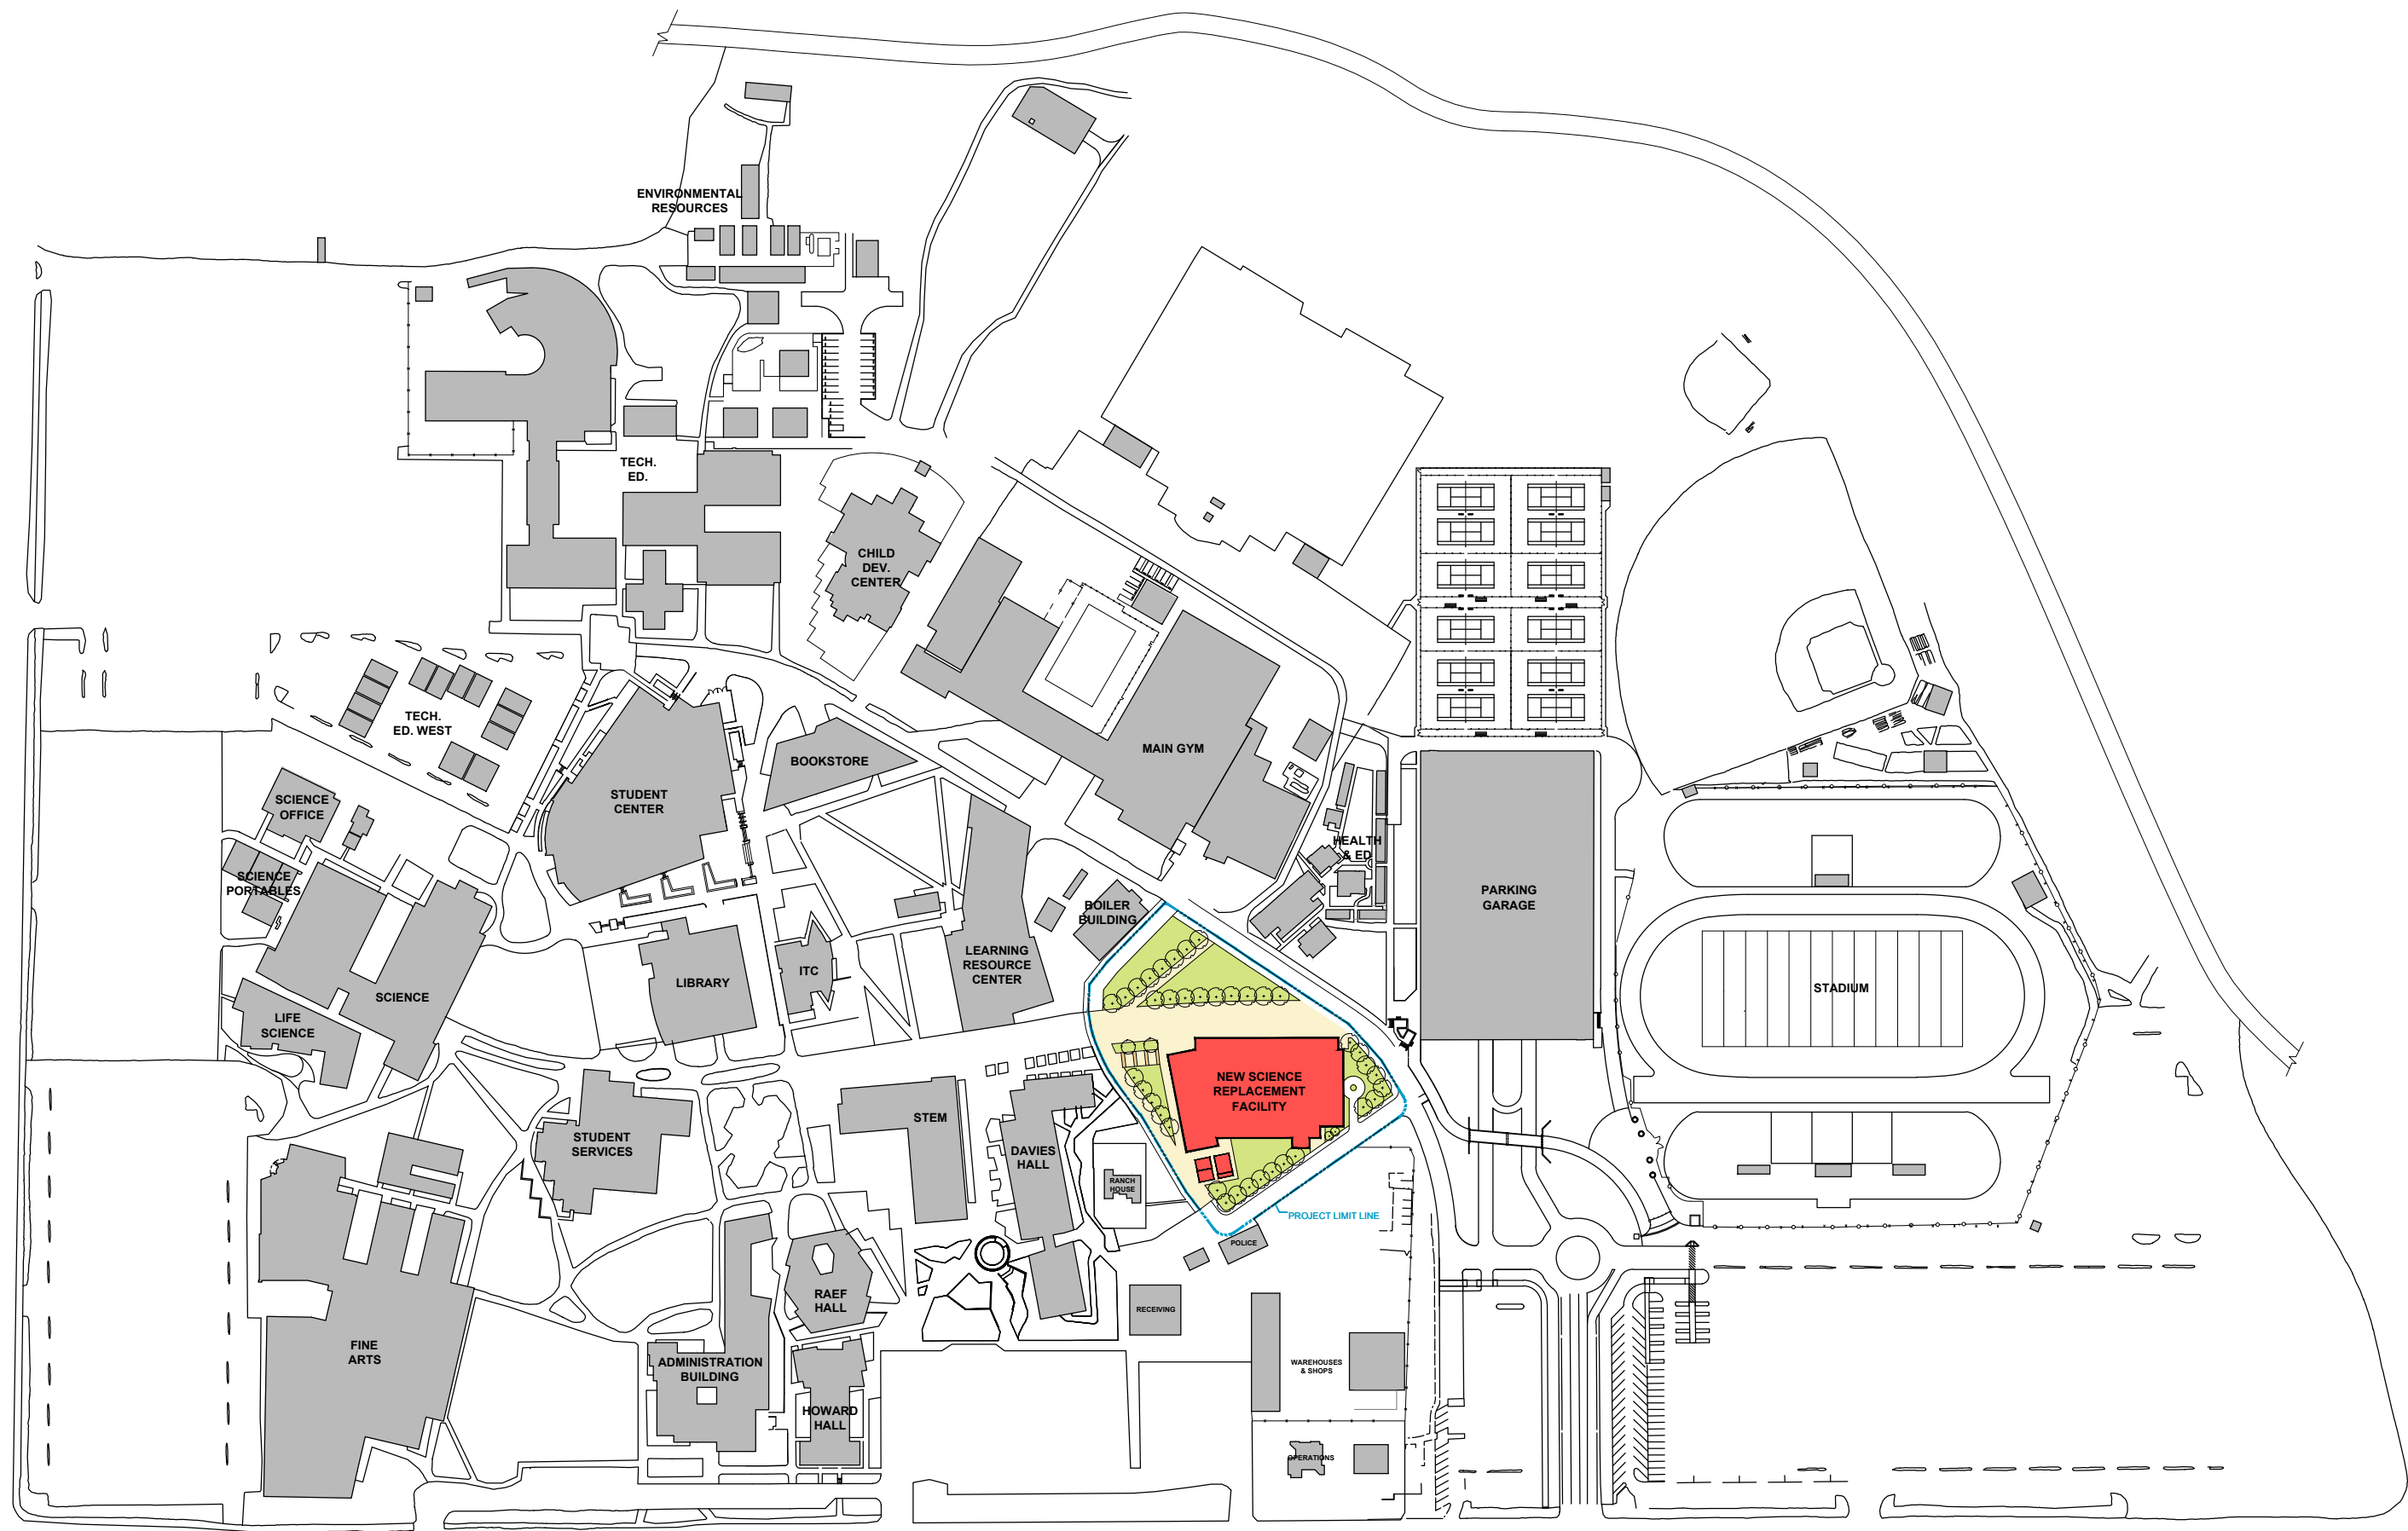 ENVIRONMENTAL
RESOURCES
TECH.
ED.
CHILD
DEV.
CENTER
TECH.
ED. WEST
MAIN GYM
BOOKSTORE
STUDENT
CENTER
SCIENCE
OFFICE
HEALTH
& ED
SCIENCE
PORTABLES
PARKING
GARAGE
BOILER
BUILDING
LEARNING
RESOURCE
CENTER
ITC
LIBRARY
STADIUM
SCIENCE
LIFE
SCIENCE
NEW SCIENCE
REPLACEMENT
FACILITY
STEM
STUDENT
SERVICES
DAVIES
HALL
RANCH
HOUSE
PROJECT LIMIT LINE
POLICE
RAEF
HALL
RECEIVING
FINE
ARTS
ADMINISTRATION
BUILDING
WAREHOUSES
& SHOPS
HOWARD
HALL
OPERATIONS